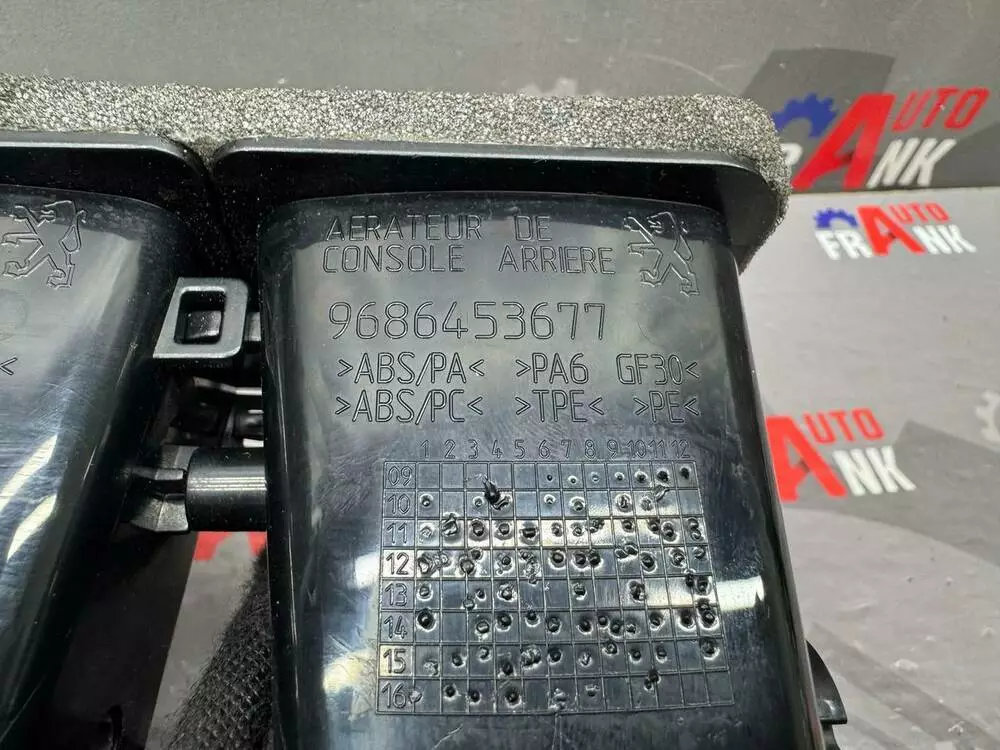 AERATEUR DE
CONSOLE ARRIERE
9686453677
>ABS/PA< >PA6 GF30<
>ABS/PC< >TPE< >PE<
1 2 3 4 5 6 7 8 9 10 11 12
09
10
11
12
13
14
15
16
AUTO
FRANK
AUTO
FRANK
AUTO
ANK